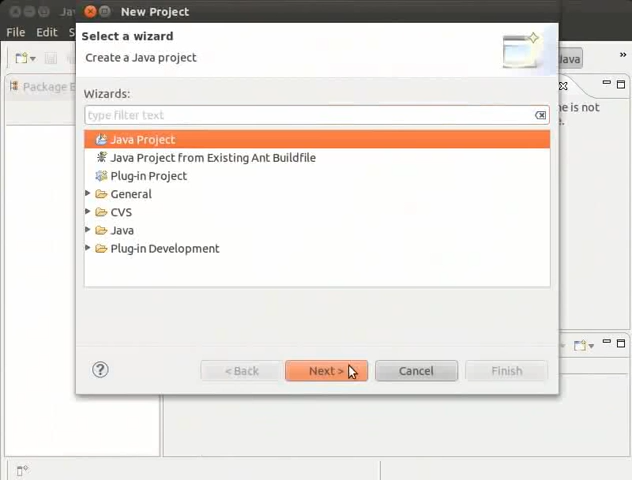 Ja
New Project
File Edit S
Select a wizard
Create a Java project
Java
»
Package E
Wizards:
type filter text
ne is not
e.
Java Project
Java Project from Existing Ant Buildfile
Plug-in Project
General
CVS
Java
Plug-in Development
?
< Back
Next >
Cancel
Finish